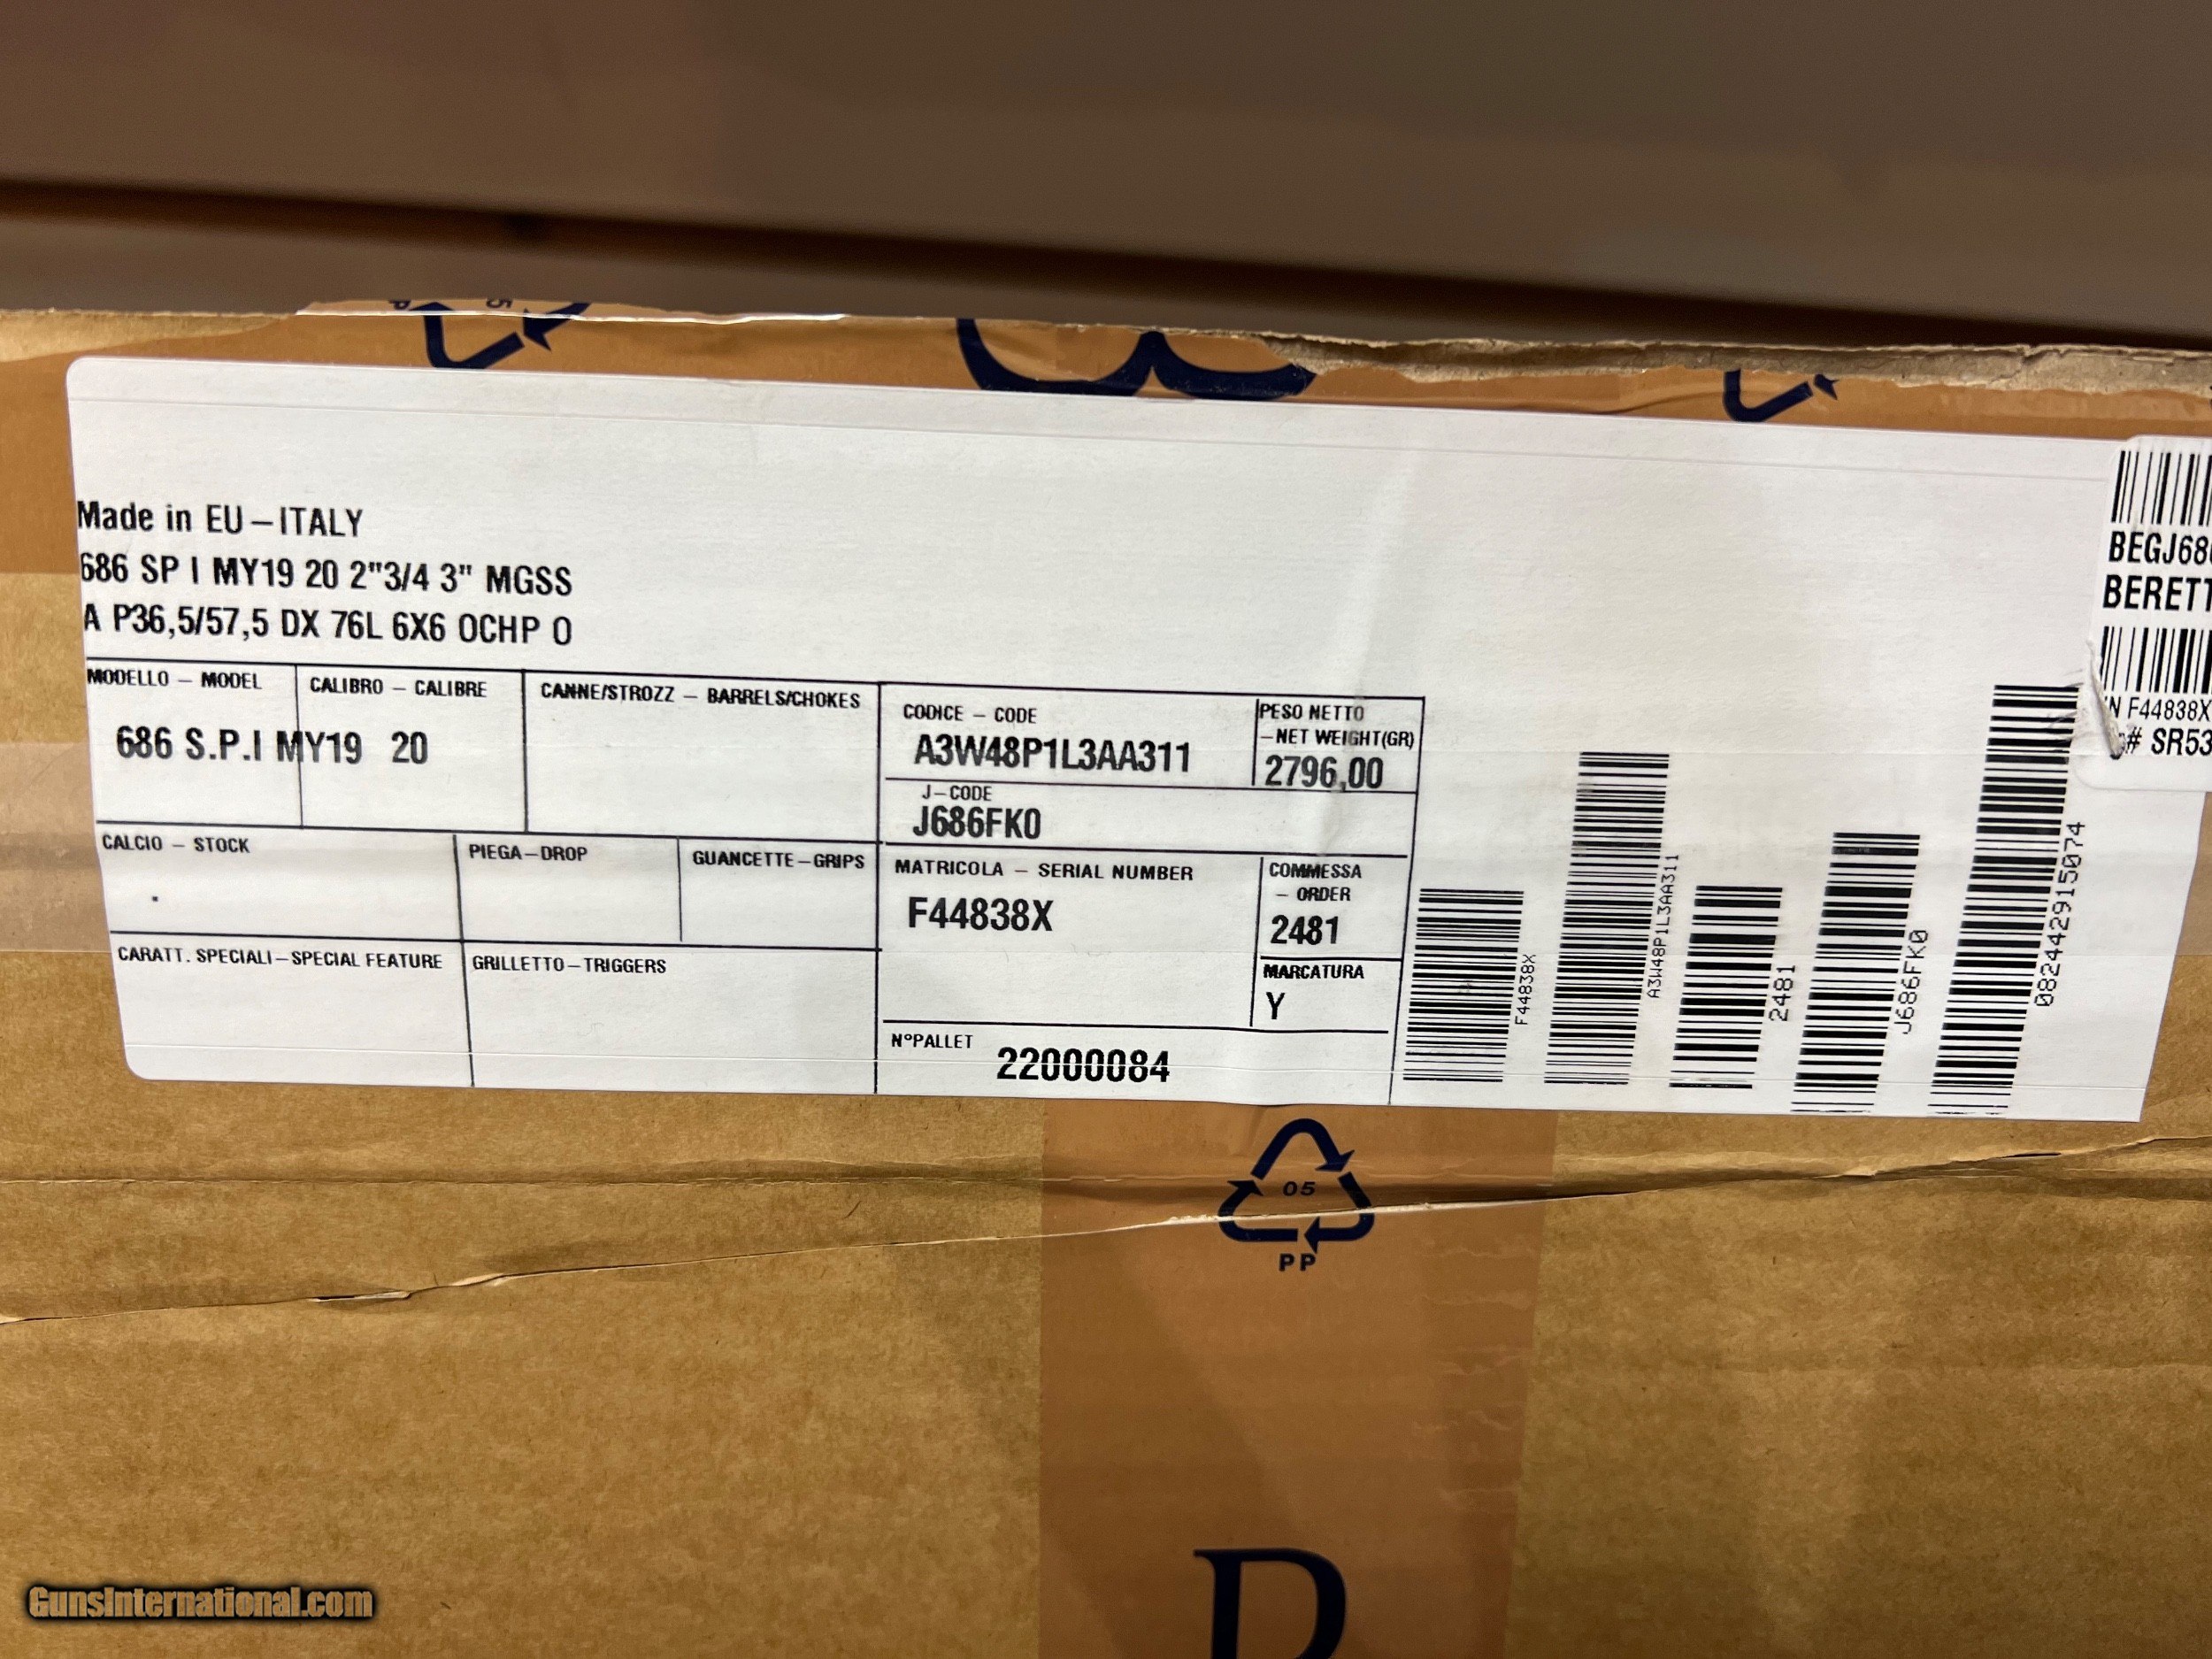 Made in EU – ITALY
686 SP I MY19 20 2"3/4 3" MGSS
A P36,5/57,5 DX 76L 6X6 OCHP O
MODELLO – MODEL
686 S.P.I MY19
CALIBRO – CALIBRE
20
CANNE/STROZZ – BARRELS/CHOKES
CODICE – CODE
A3W48P1L3AA311
PESO NETTO
–NET WEIGHT(GR)
2796,00
J–CODE
J686FK0
CALCIO – STOCK
.
PIEGA–DROP
GUANCETTE–GRIPS
MATRICOLA – SERIAL NUMBER
F44838X
COMMESSA
– ORDER
2481
MARCATURA
Y
CARATT. SPECIALI–SPECIAL FEATURE
GRILLETTO–TRIGGERS
N°PALLET
22000084
F44838X
A3W48P1L3AA311
2481
J686FK0
082442915074
F44838X
05
PP
GunsInternational.com